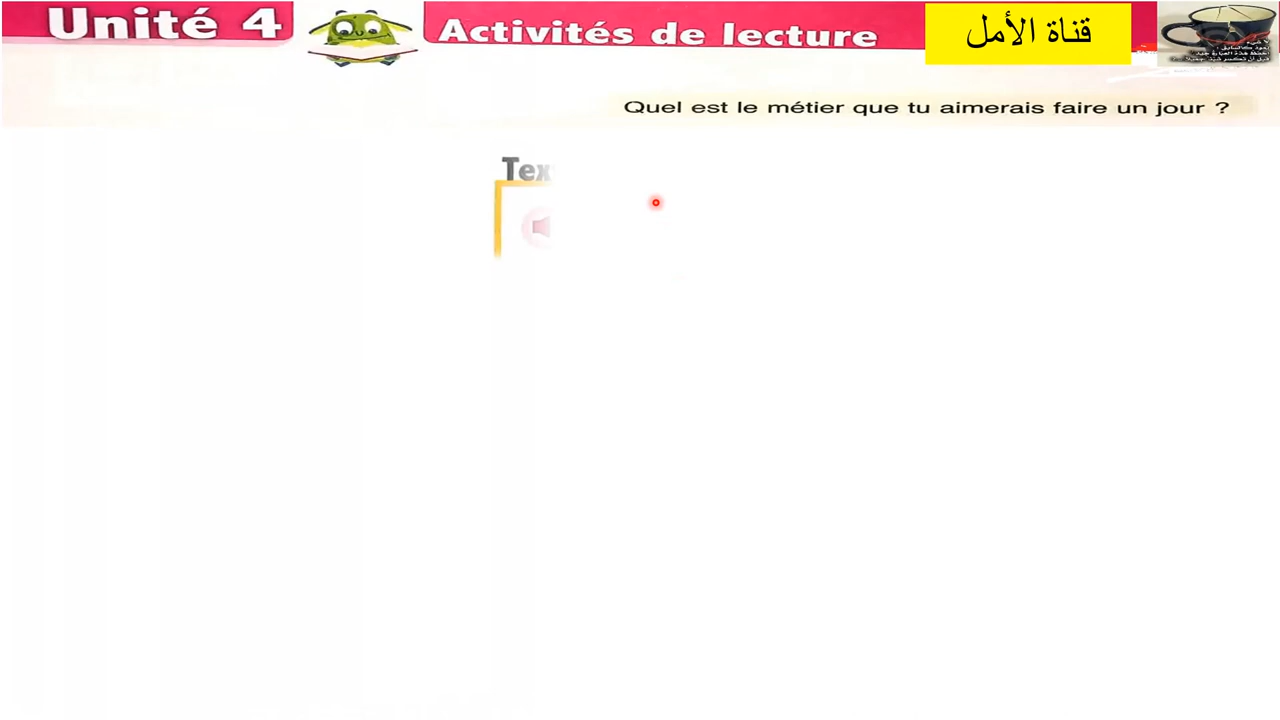 Unité 4
Activités de lecture
قناة الأمل
Quel est le métier que tu aimerais faire un jour ?
Tex